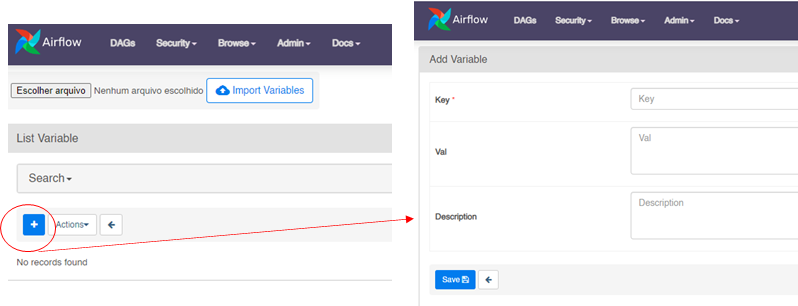 Airflow DAGs Security Browse Admin Docs
Escolher arquivo Nenhum arquivo escolhido Import Variables
List Variable
Search
Actions
No records found
Airflow DAGs Security Browse Admin Docs
Add Variable
Key * Key
Val Val
Description Description
Save